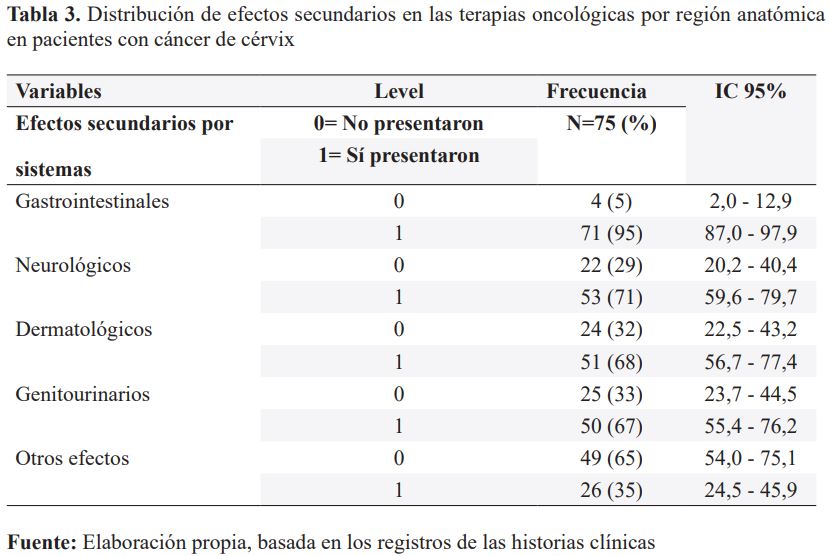 Tabla 3. Distribución de efectos secundarios en las terapias oncológicas por región anatómica
en pacientes con cáncer de cérvix
Variables Level Frecuencia IC 95%
Efectos secundarios por 0= No presentaron N=75 (%)
sistemas 1= Sí presentaron
Gastrointestinales 0 4 (5) 2,0 - 12,9
1 71 (95) 87,0 - 97,9
Neurológicos 0 22 (29) 20,2 - 40,4
1 53 (71) 59,6 - 79,7
Dermatológicos 0 24 (32) 22,5 - 43,2
1 51 (68) 56,7 - 77,4
Genitourinarios 0 25 (33) 23,7 - 44,5
1 50 (67) 55,4 - 76,2
Otros efectos 0 49 (65) 54,0 - 75,1
1 26 (35) 24,5 - 45,9
Fuente: Elaboración propia, basada en los registros de las historias clínicas